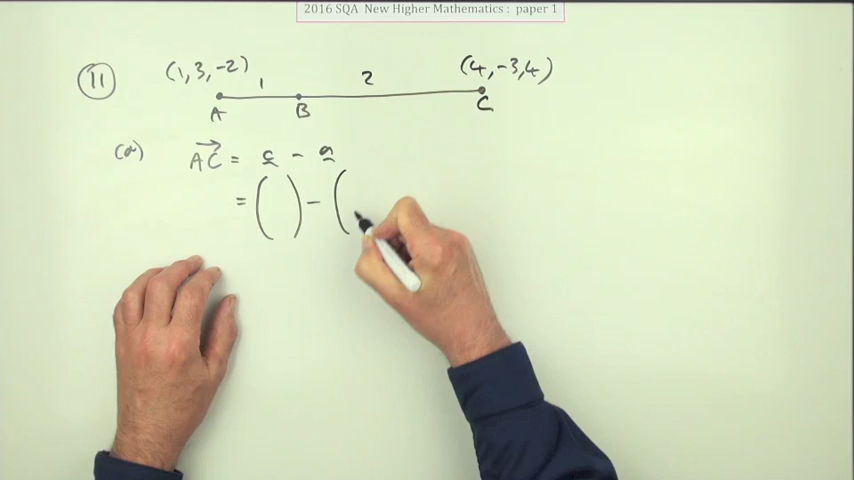 2016 SQA New Higher Mathematics : paper 1
11 (1,3,-2) 1 2 (4,-3,4)
A B C
(a) AC = c - a
= ( ) - (